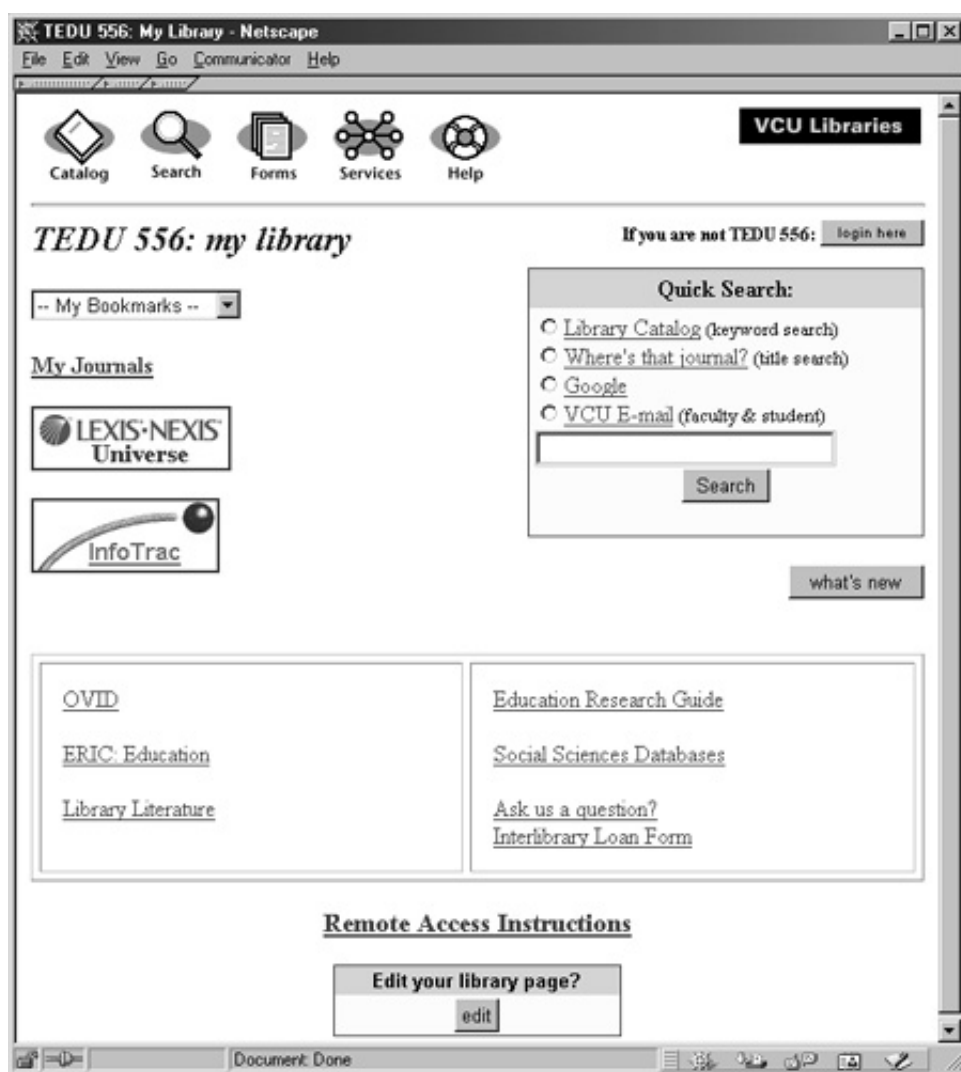 TEDU 556: My Library - Netscape
File Edit View Go Communicator Help
VCU Libraries
Catalog Search Forms Services Help
TEDU 556: my library
If you are not TEDU 556: login here
-- My Bookmarks --
Quick Search:
Library Catalog (keyword search)
Where's that journal? (title search)
Google
VCU E-mail (faculty & student)
Search
My Journals
LEXIS·NEXIS
Universe
InfoTrac
what's new
OVID
ERIC: Education
Library Literature
Education Research Guide
Social Sciences Databases
Ask us a question?
Interlibrary Loan Form
Remote Access Instructions
Edit your library page?
edit
Document: Done